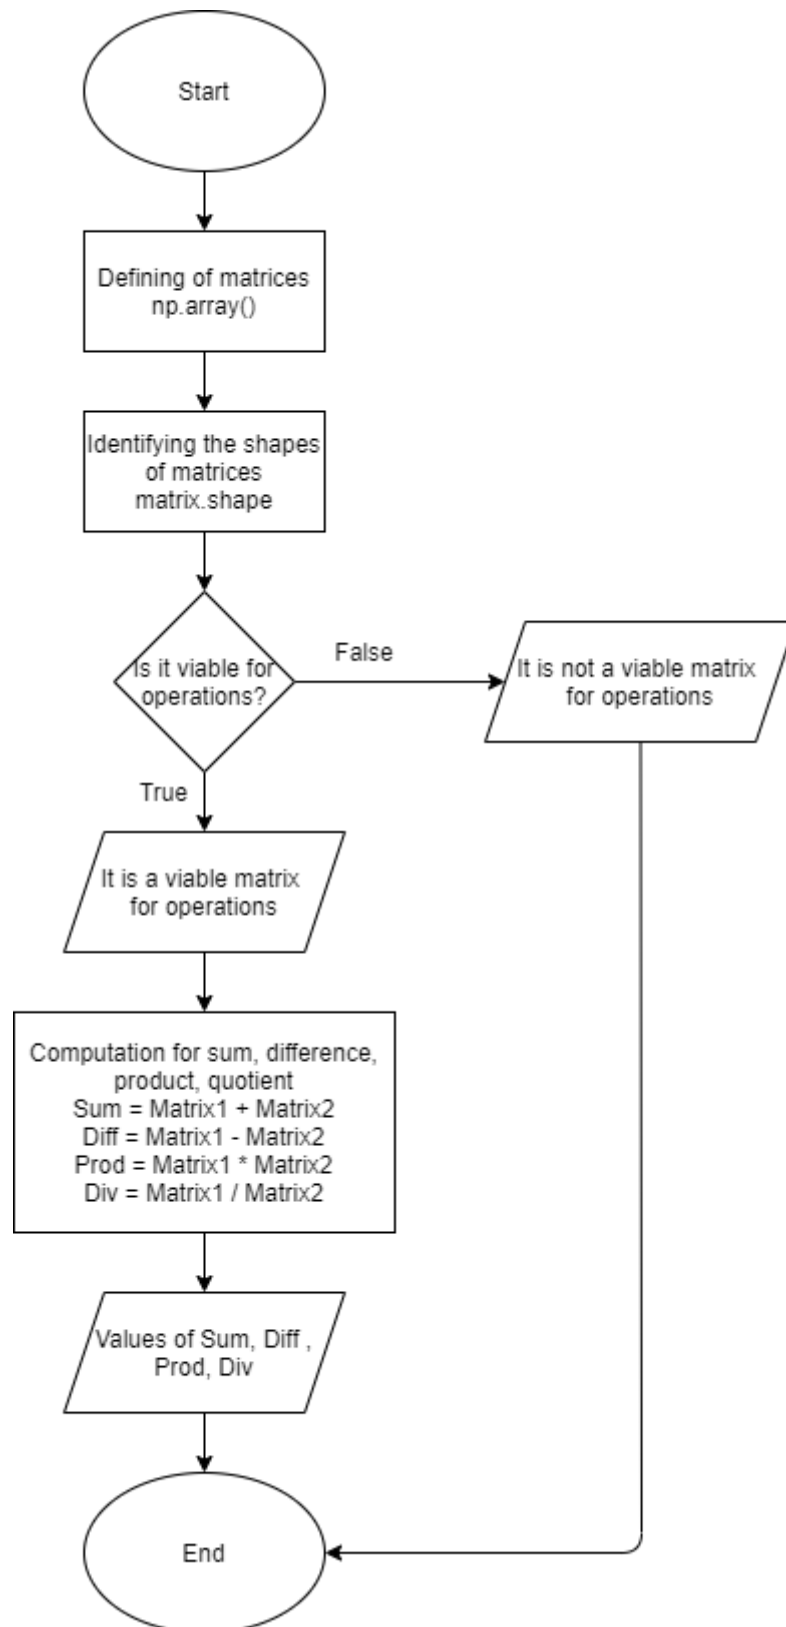 Start
Defining of matrices
np.array()
Identifying the shapes
of matrices
matrix.shape
Is it viable for
operations?
False
It is not a viable matrix
for operations
True
It is a viable matrix
for operations
Computation for sum, difference,
product, quotient
Sum = Matrix1 + Matrix2
Diff = Matrix1 - Matrix2
Prod = Matrix1 * Matrix2
Div = Matrix1 / Matrix2
Values of Sum, Diff ,
Prod, Div
End